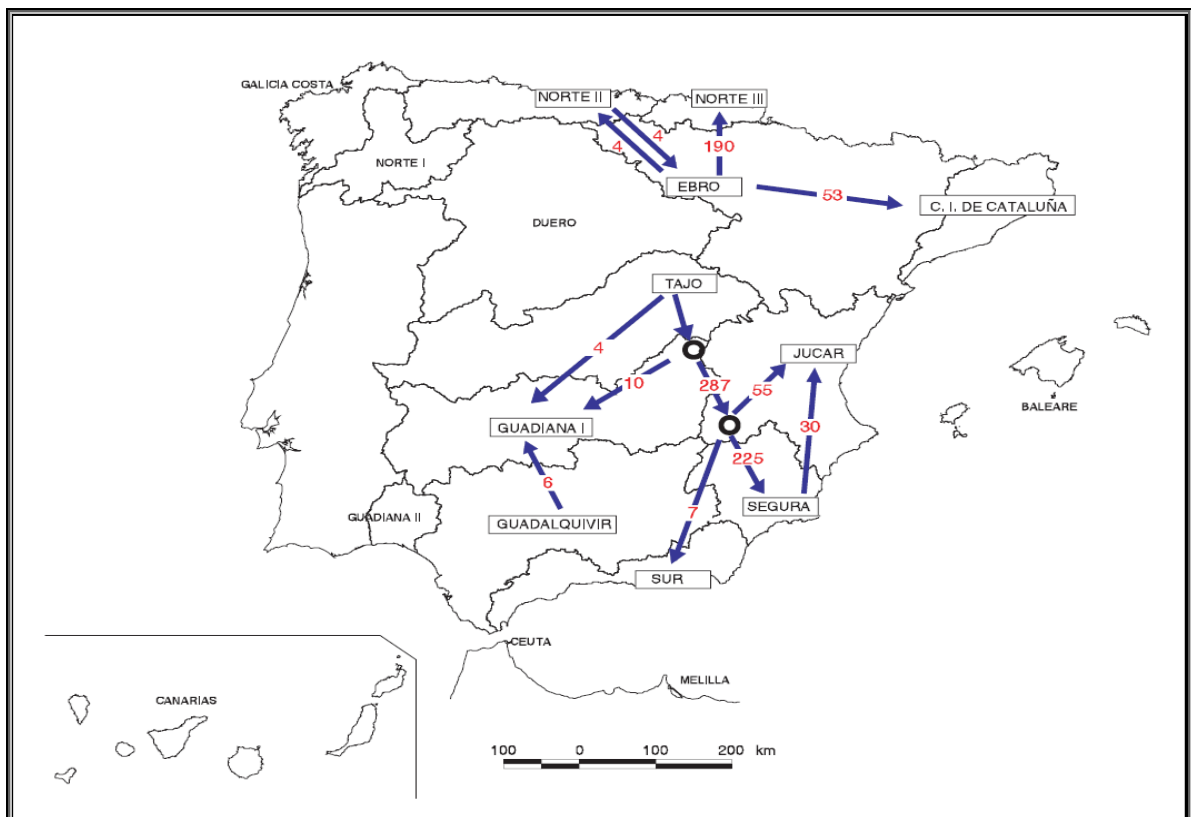 GALICIA COSTA
NORTE II
NORTE III
4
4
190
NORTE I
EBRO
53
C. I. DE CATALUÑA
DUERO
TAJO
4
JUCAR
10
287
55
BALEARE
GUADIANA I
30
225
6
SEGURA
7
GUADIANA II
GUADALQUIVIR
SUR
CEUTA
MELILLA
CANARÍAS
100 0 100 200 km